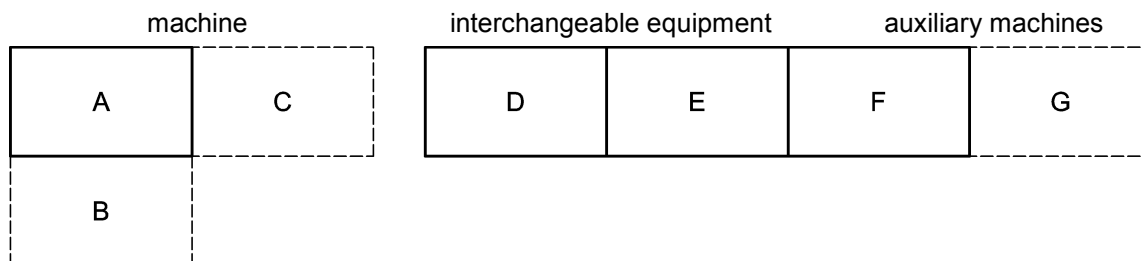 machine interchangeable equipment auxiliary machines
A C D E F G
B